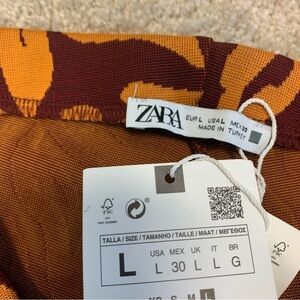 ZARA
EUR L USA L MEX 30
MADE IN TURKEY
FSC
TALLA / SIZE / TAMANHO / TAILLE / MAAT / ΜΕΓΕΘΟΣ
L
USA MEX UK IT BR
L 30 L L G
XS S M L